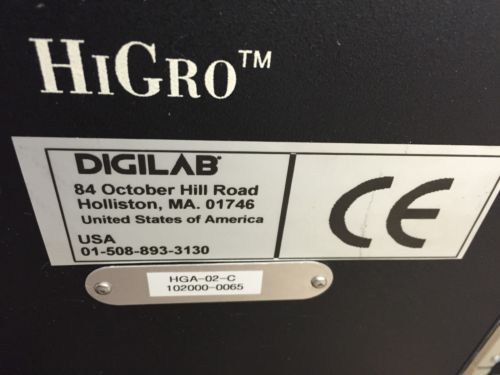 HIGRO™
DIGILAB®
84 October Hill Road
Holliston, MA. 01746
United States of America
USA
01-508-893-3130
CE
HGA-02-C
102000-0065